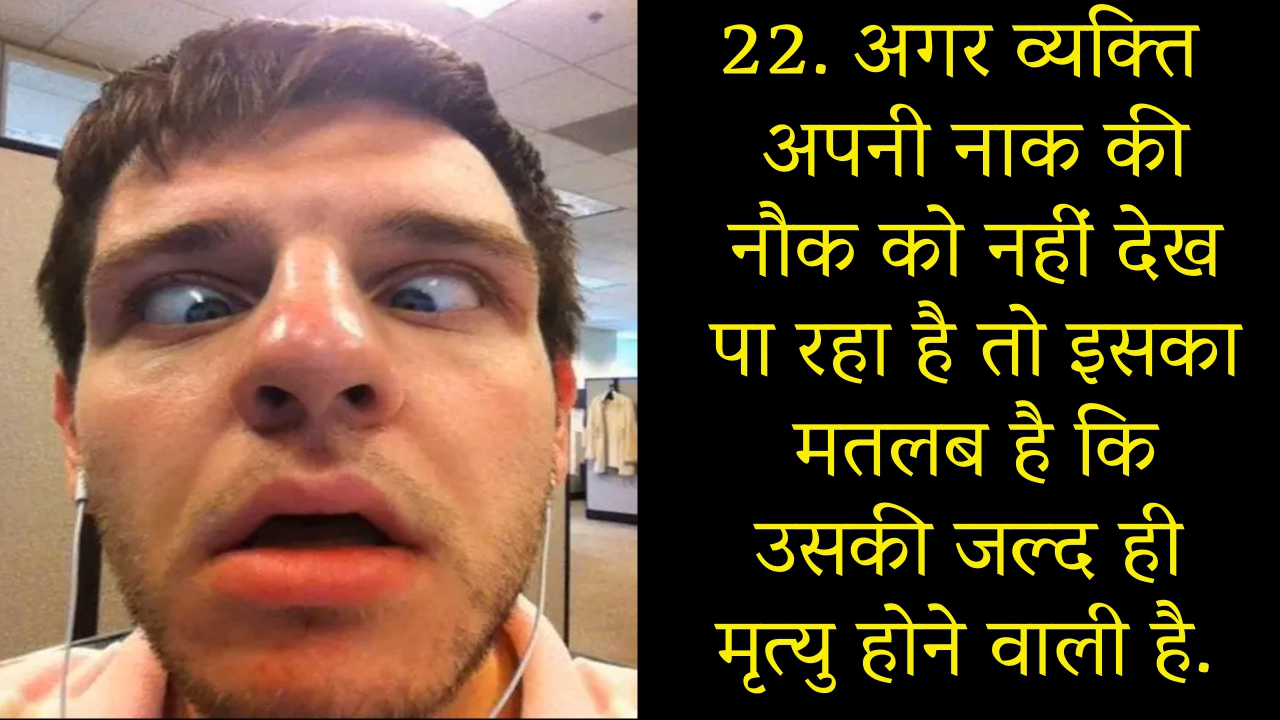 22. अगर व्यक्ति
अपनी नाक की
नौक को नहीं देख
पा रहा है तो इसका
मतलब है कि
उसकी जल्द ही
मृत्यु होने वाली है.